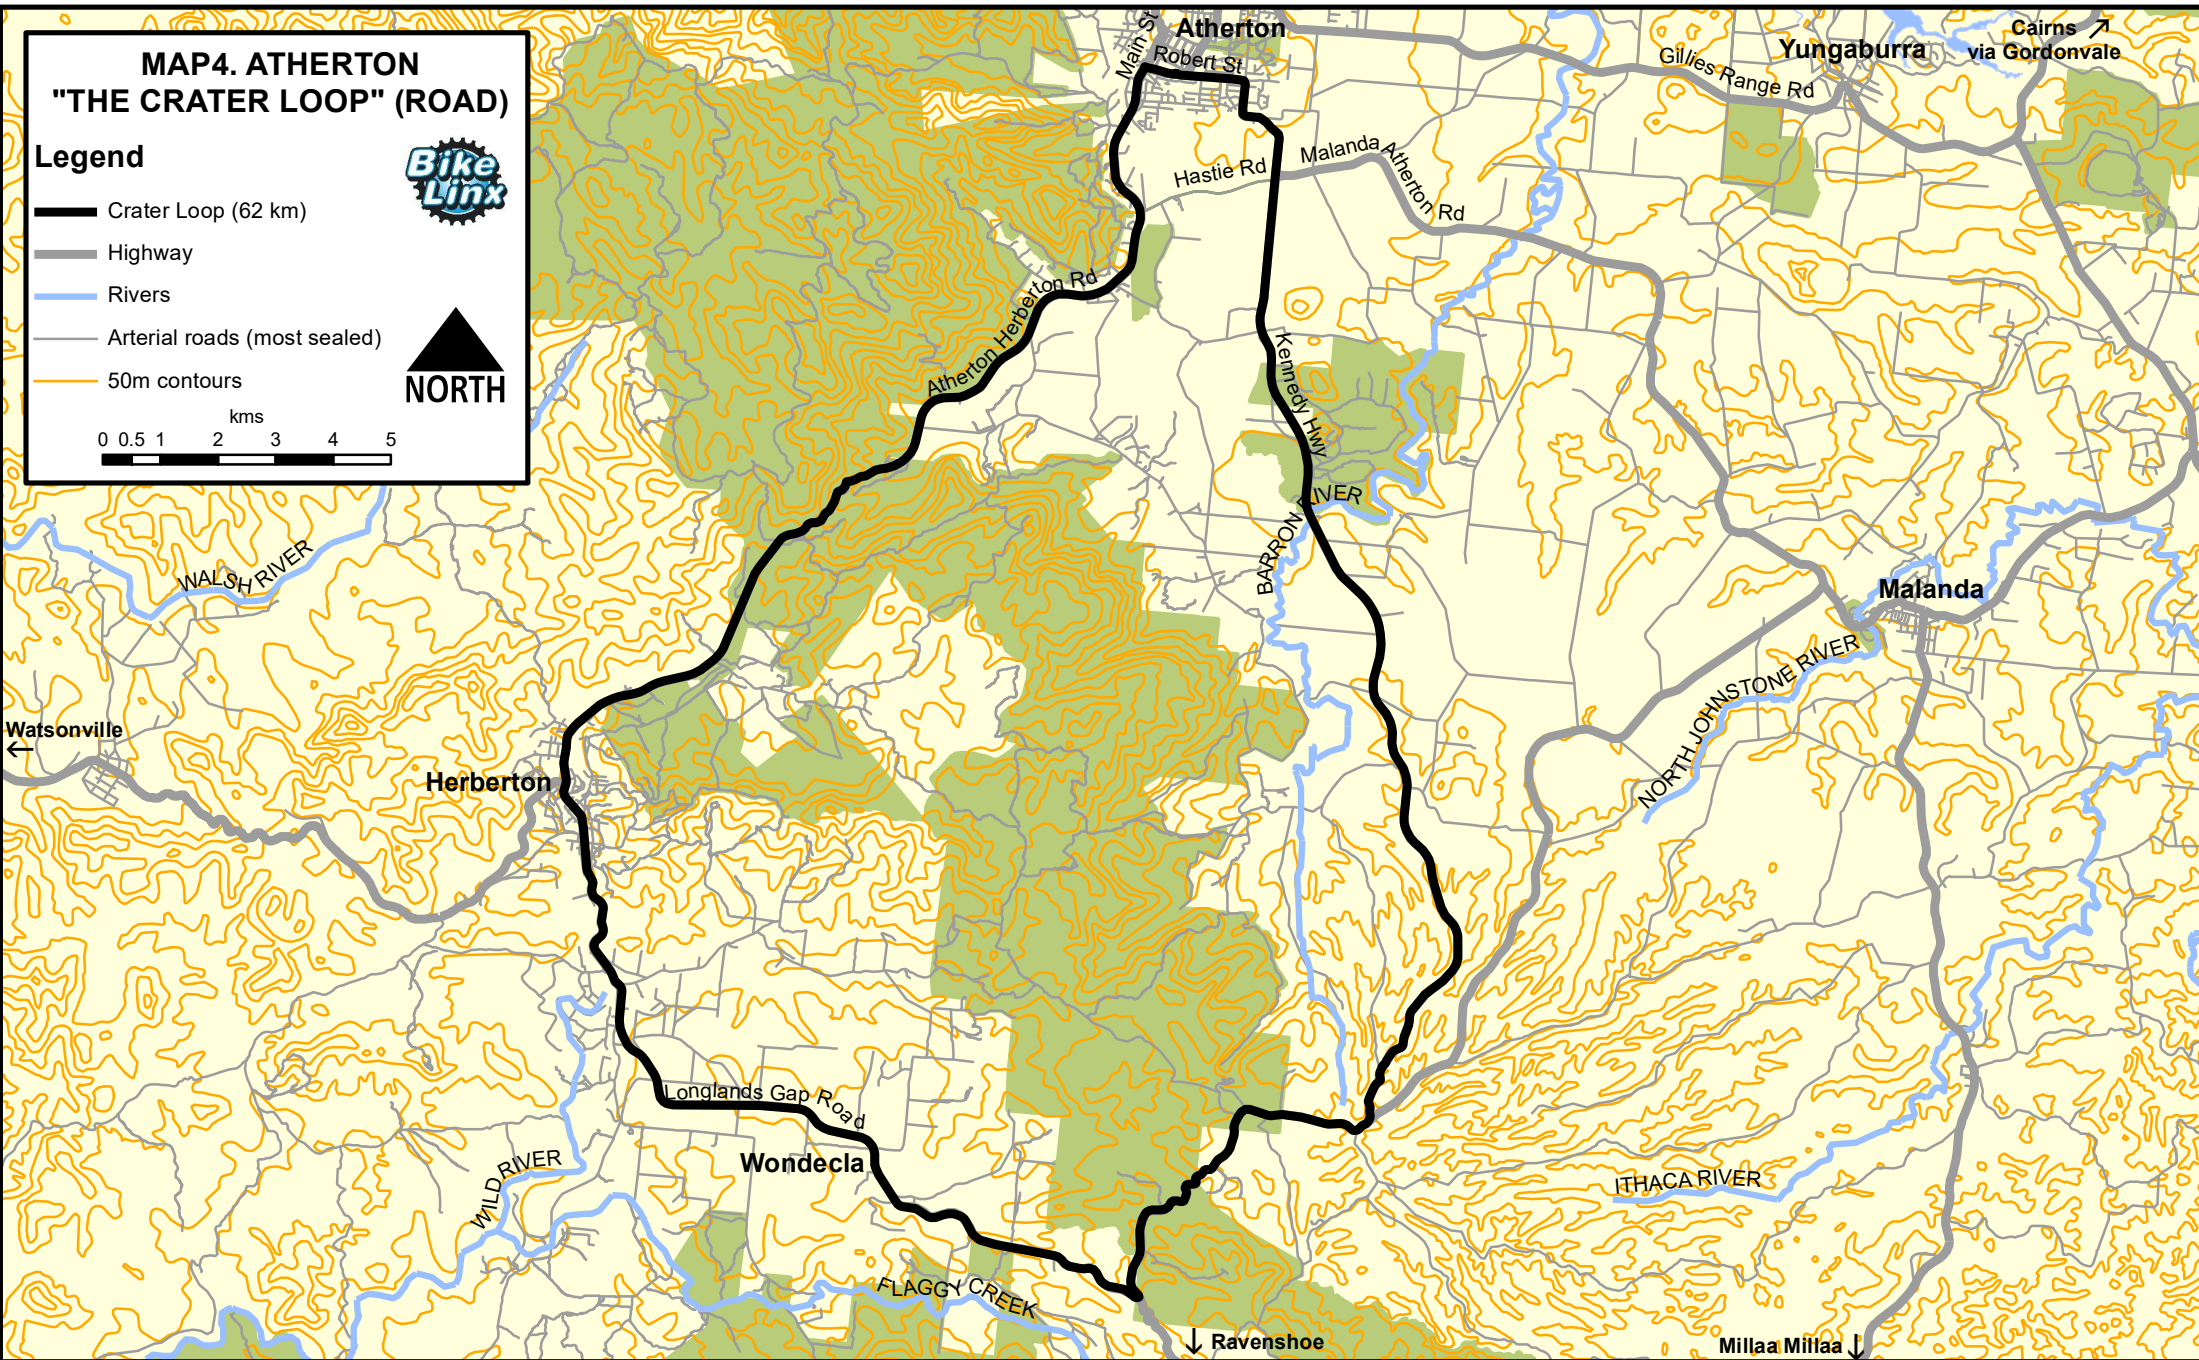 MAP4. ATHERTON
"THE CRATER LOOP" (ROAD)
Legend
Bike
Linx
Crater Loop (62 km)
Highway
Rivers
Arterial roads (most sealed)
50m contours
NORTH
kms
0 0.5 1 2 3 4 5
Main St
Atherton
Robert St
Yungaburra
Cairns
via Gordonvale
Gillies Range Rd
Hastie Rd
Malanda Atherton Rd
Atherton Herberton Rd
Kennedy Hwy
BARRON RIVER
WALSH RIVER
Malanda
NORTH JOHNSTONE RIVER
Watsonville
Herberton
Longlands Gap Road
Wondecla
WILD RIVER
ITHACA RIVER
FLAGGY CREEK
Ravenshoe
Millaa Millaa